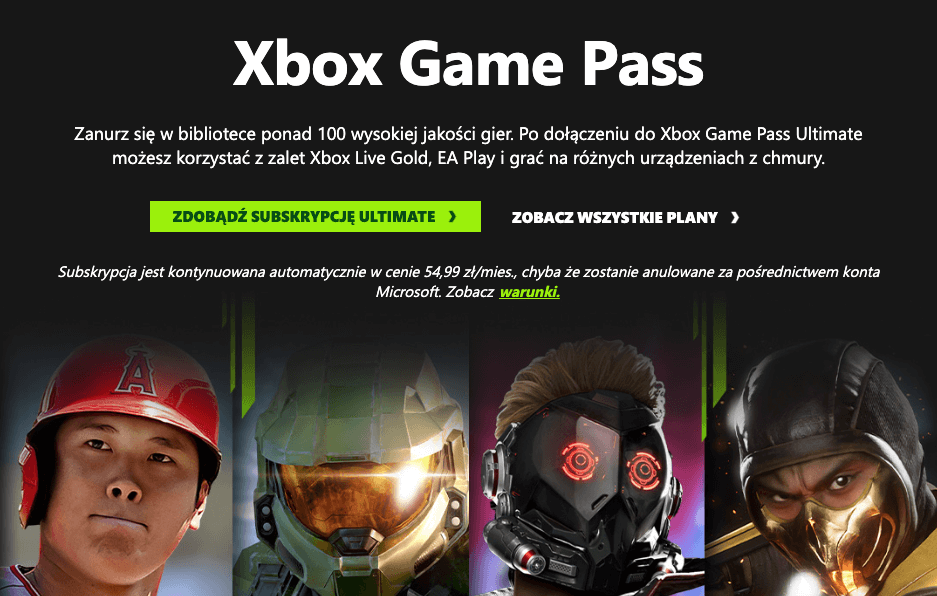 Xbox Game Pass
Zanurz się w bibliotece ponad 100 wysokiej jakości gier. Po dołączeniu do Xbox Game Pass Ultimate
możesz korzystać z zalet Xbox Live Gold, EA Play i grać na różnych urządzeniach z chmury.
ZDOBĄDŹ SUBSKRYPCJĘ ULTIMATE ❯
ZOBACZ WSZYSTKIE PLANY ❯
Subskrypcja jest kontynuowana automatycznie w cenie 54,99 zł/mies., chyba że zostanie anulowane za pośrednictwem konta
Microsoft. Zobacz warunki.
A